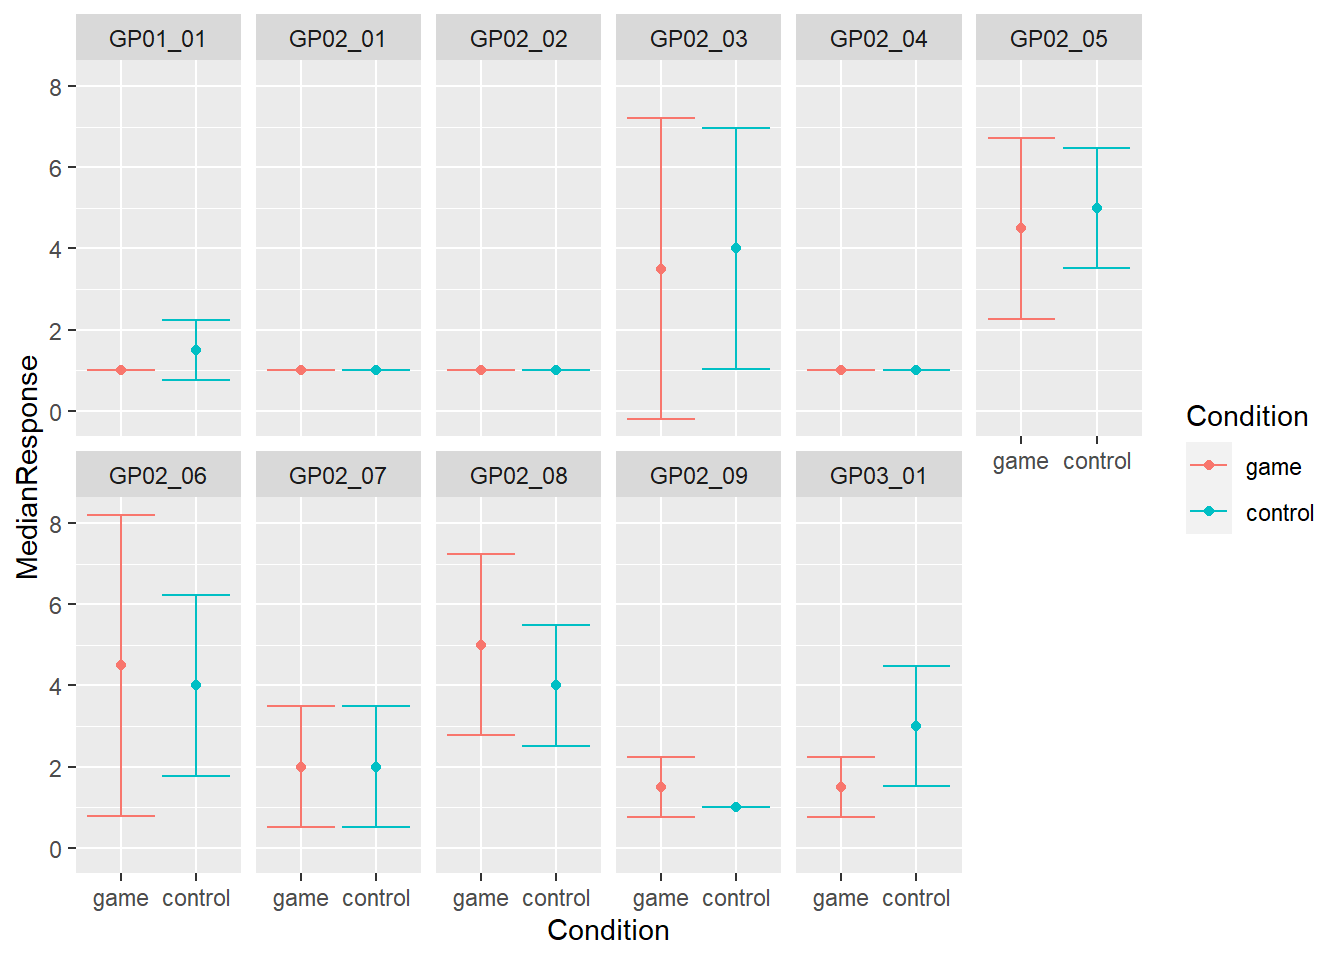 GP01_01 GP02_01 GP02_02 GP02_03 GP02_04 GP02_05
8
6
4
2
0
game control
GP02_06 GP02_07 GP02_08 GP02_09 GP03_01
8
6
4
2
0
game control game control game control game control game control
Condition
MedianResponse
Condition
game
control